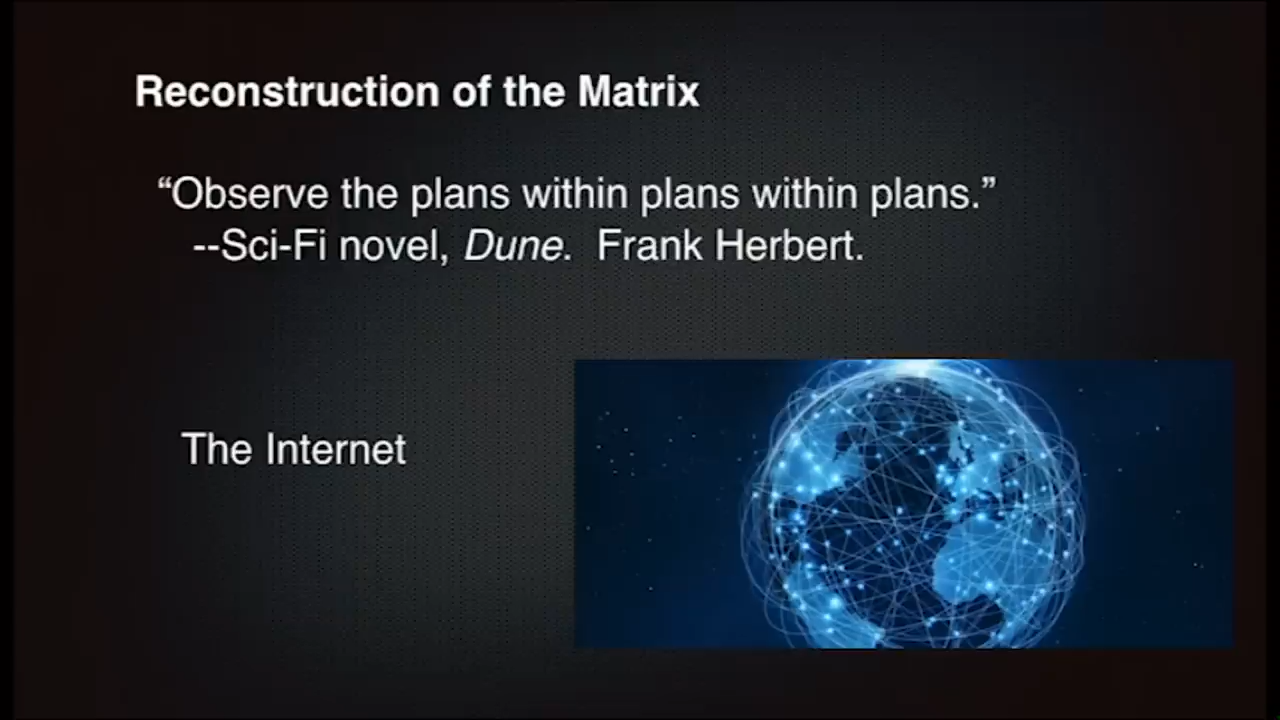 Reconstruction of the Matrix
“Observe the plans within plans within plans.”
--Sci-Fi novel, Dune.  Frank Herbert.
The Internet